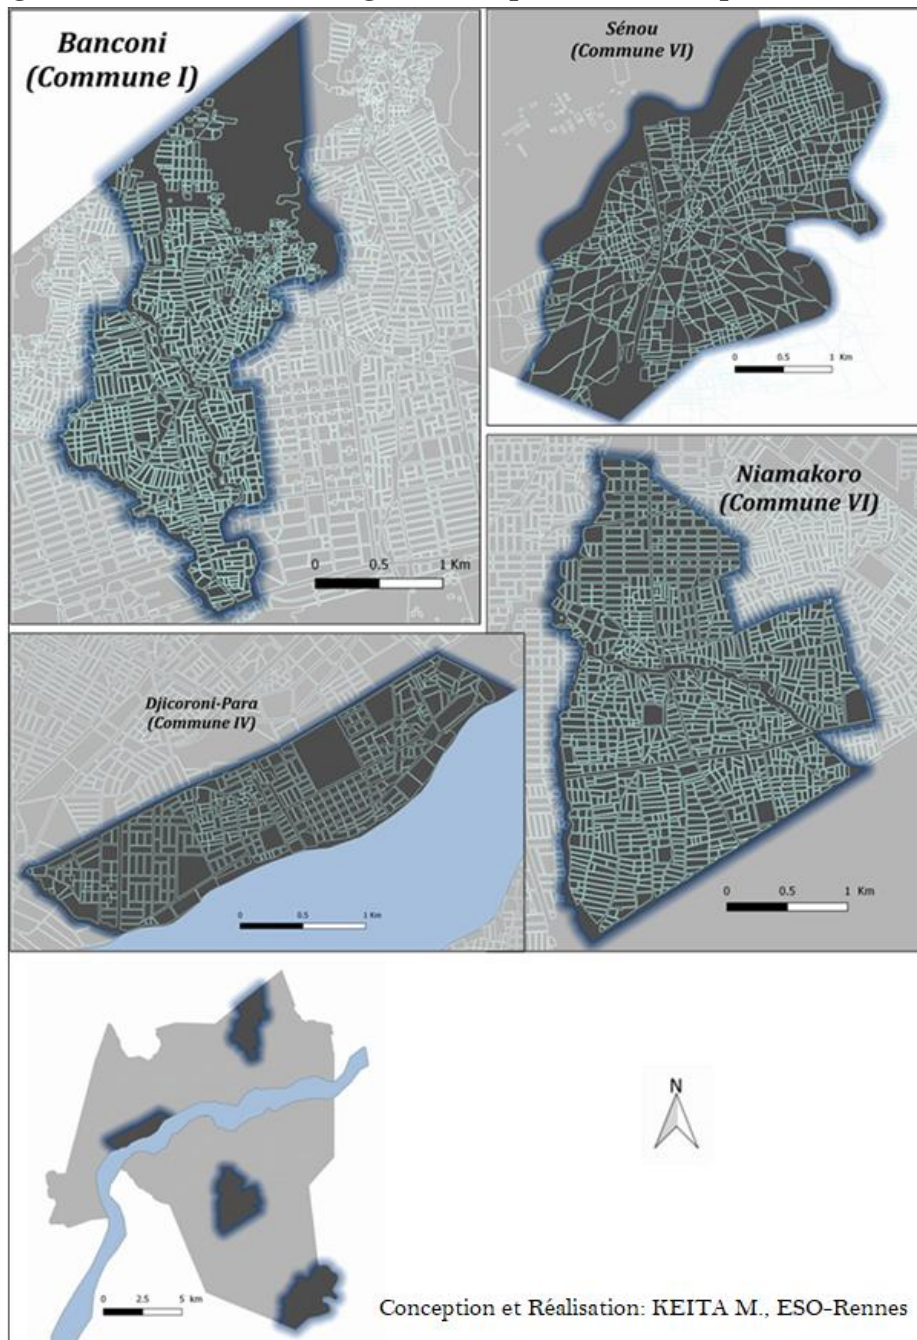 Banconi
(Commune I)
Sénou
(Commune VI)
0 0.5 1 Km
0 0.5 1 Km
Niamakoro
(Commune VI)
Djicoroni-Para
(Commune IV)
0 0.5 1 Km
0 0.5 1 Km
N
0 2.5 5 km
Conception et Réalisation: KEITA M., ESO-Rennes